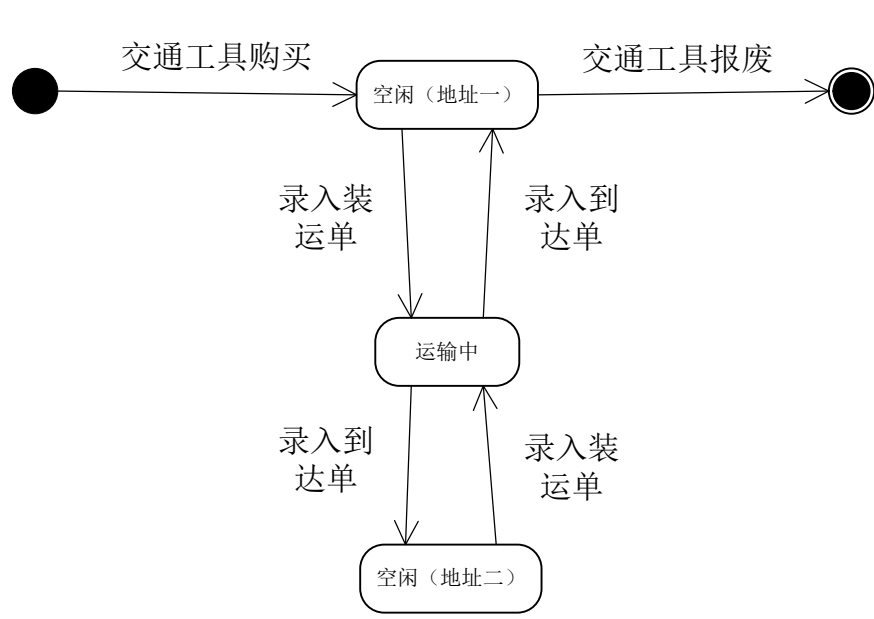 交通工具购买
交通工具报废
空闲（地址一）
录入装
运单
录入到
达单
运输中
录入到
达单
录入装
运单
空闲（地址二）